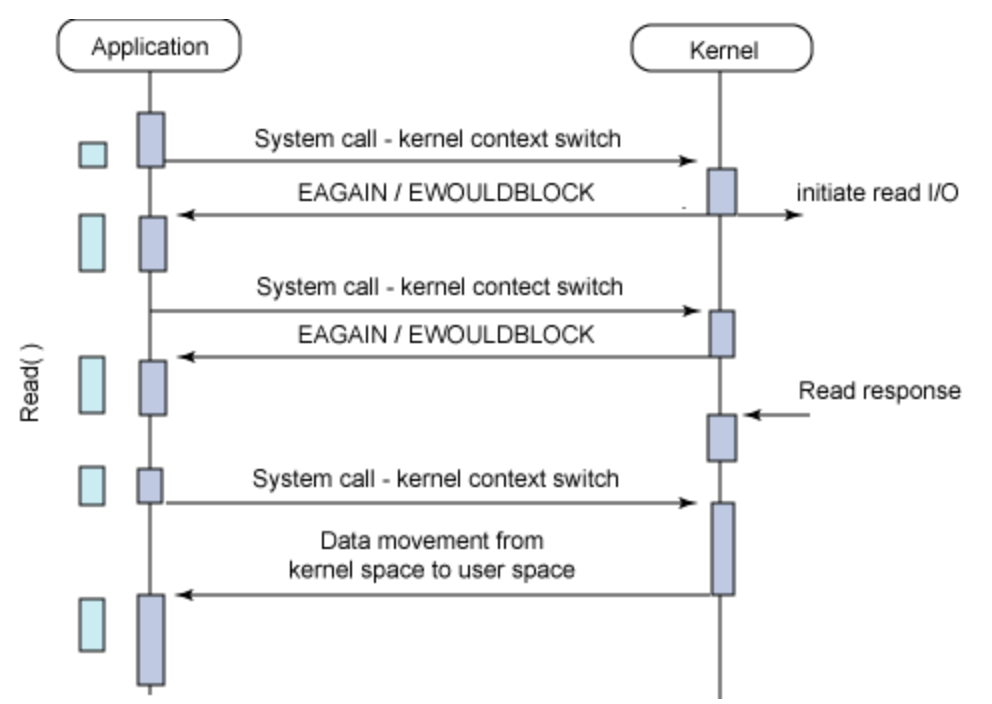 Application
Kernel
System call - kernel context switch
EAGAIN / EWOULDBLOCK
initiate read I/O
System call - kernel contect switch
EAGAIN / EWOULDBLOCK
Read( )
Read response
System call - kernel context switch
Data movement from
kernel space to user space